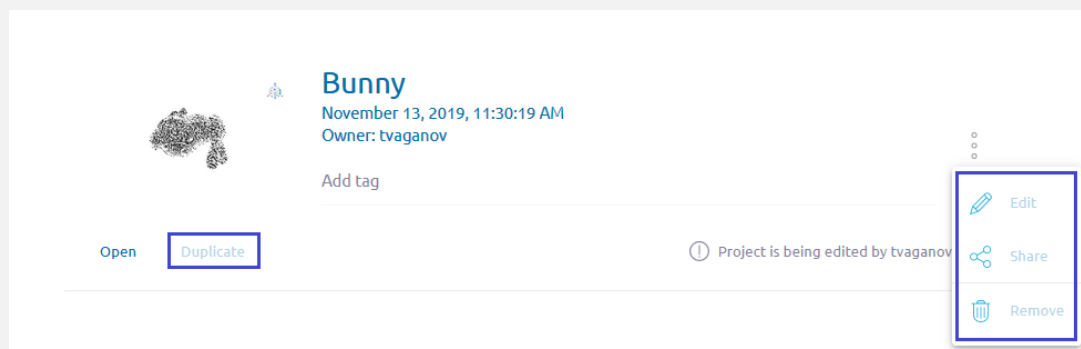 Bunny
November 13, 2019, 11:30:19 AM
Owner: tvaganov
Add tag
Open
Duplicate
Project is being edited by tvaganov
Edit
Share
Remove